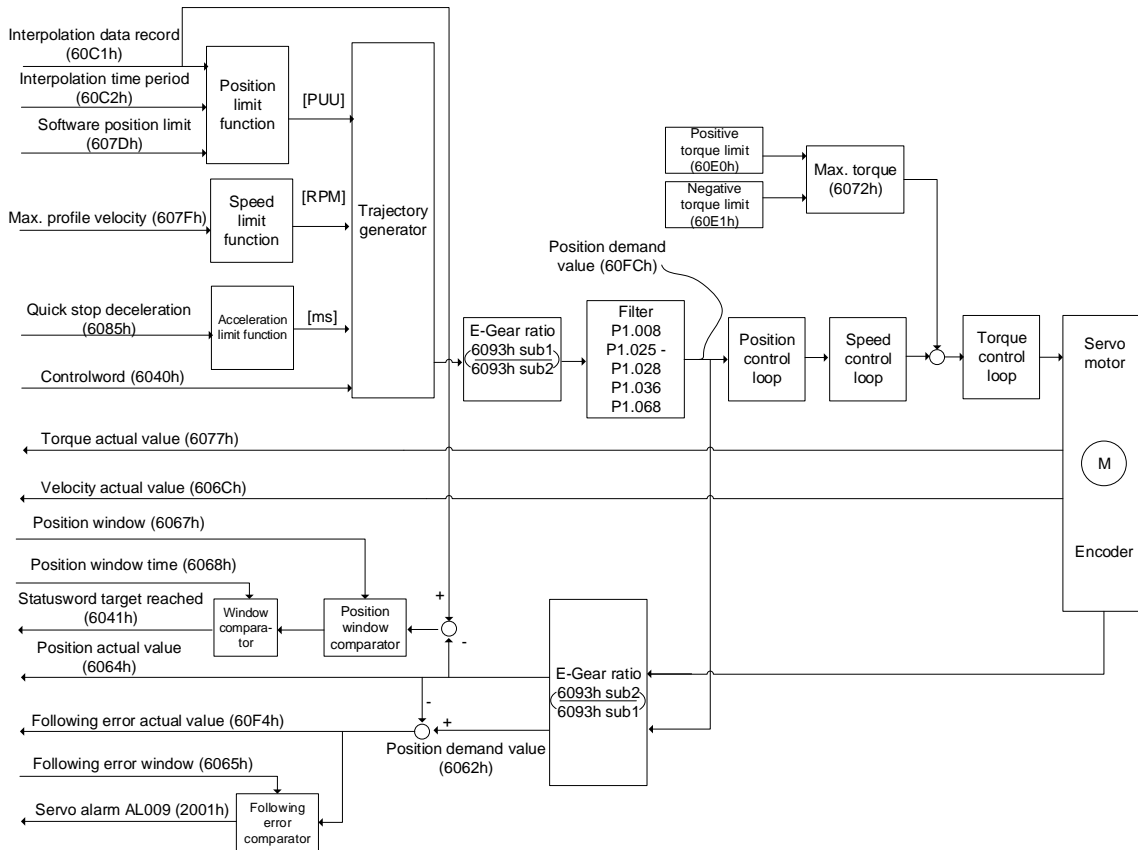 Interpolation data record
(60C1h)
Interpolation time period
(60C2h)
Software position limit
(607Dh)
Position
limit
function
[PUU]
Max. profile velocity (607Fh)
Speed
limit
function
[RPM]
Trajectory
generator
Quick stop deceleration
(6085h)
Acceleration
limit function
[ms]
Controlword (6040h)
E-Gear ratio
6093h sub1
6093h sub2
Filter
P1.008
P1.025 -
P1.028
P1.036
P1.068
Position demand
value (60FCh)
Positive
torque limit
(60E0h)
Negative
torque limit
(60E1h)
Max. torque
(6072h)
Position
control
loop
Speed
control
loop
Torque
control
loop
Servo
motor
M
Encoder
Torque actual value (6077h)
Velocity actual value (606Ch)
Position window (6067h)
Position window time (6068h)
Statusword target reached
(6041h)
Window
compara-
tor
Position
window
comparator
+
-
Position actual value
(6064h)
E-Gear ratio
6093h sub2
6093h sub1
-
+
Following error actual value (60F4h)
Position demand value
(6062h)
Following error window (6065h)
Servo alarm AL009 (2001h)
Following
error
comparator